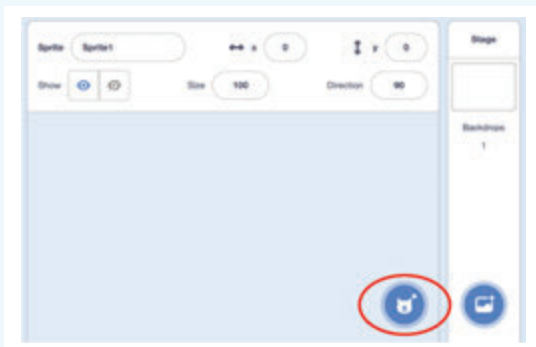 Sprite Sprite1 x 0 y 0
Show Size 100 Direction 90
Stage
Backdrops
1